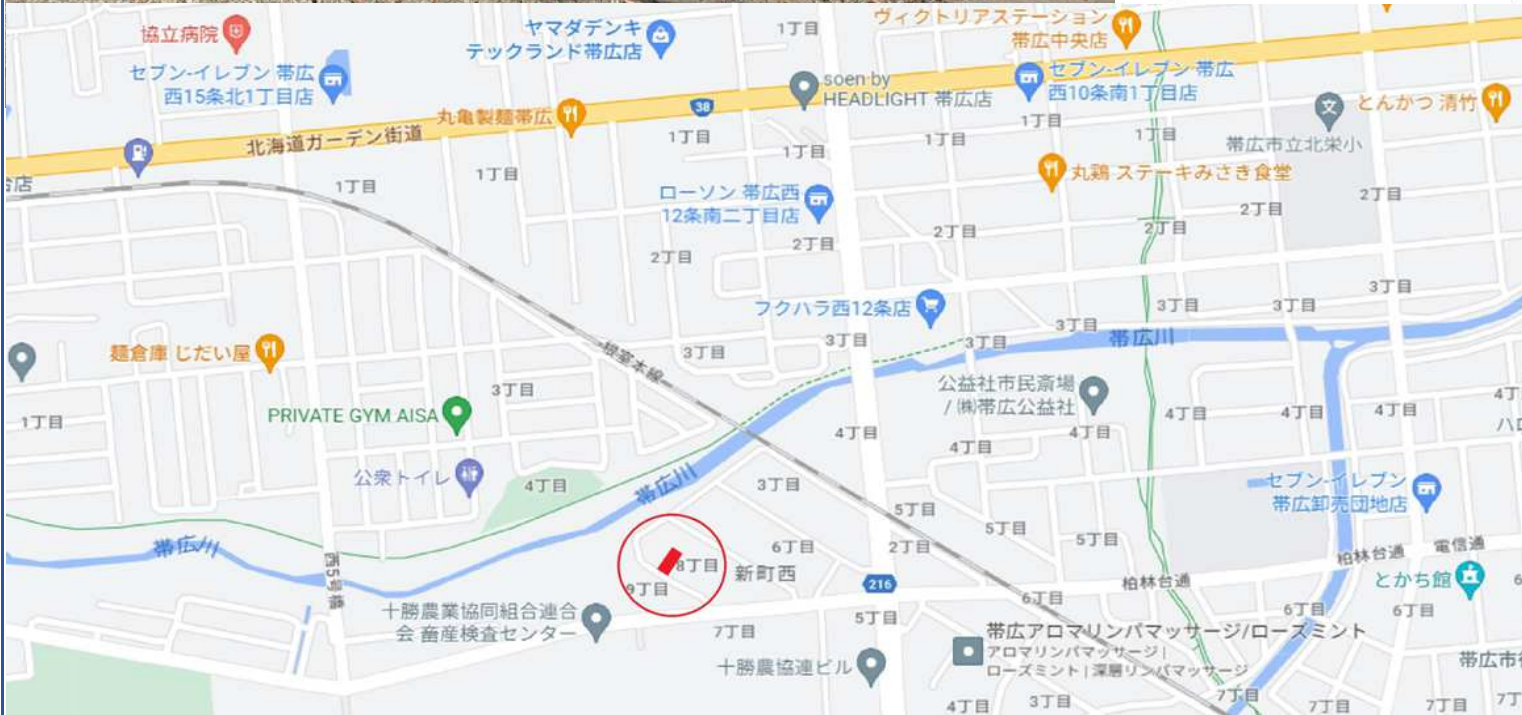 協立病院
ヤマダデンキ
テックランド帯広店
1丁目
ヴィクトリアステーション
帯広中央店
セブン-イレブン 帯広
西15条北1丁目店
soen by
HEADLIGHT 帯広店
セブン-イレブン 帯広
西10条南1丁目店
とんかつ 清竹
丸亀製麺帯広
38
北海道ガーデン街道
1丁目
1丁目
1丁目
1丁目
1丁目
帯広市立北栄小
店
1丁目
1丁目
丸鶏 ステーキみさき食堂
ローソン 帯広西
12条南二丁目店
2丁目
2丁目
2丁目
2丁目
2丁目
2丁目
フクハラ西12条店
3丁目
3丁目
3丁目
3丁目
3丁目
3丁目
帯広川
麺倉庫 じだい屋
3丁目
根室本線
3丁目
公益社市民斎場
/ ㈱帯広公益社
1丁目
PRIVATE GYM AISA
4丁目
4丁目
4丁目
4丁目
4丁目
4丁目
公衆トイレ
4丁目
帯広川
3丁目
セブン-イレブン
帯広卸売団地店
5丁目
5丁目
5丁目
帯広川
西5号橋
6丁目
2丁目
8丁目
新町西
9丁目
216
柏林台通
柏林台通
電信通
とかち館
十勝農業協同組合連合
会 畜産検査センター
7丁目
5丁目
6丁目
6丁目
6丁目
帯広アロマリンパマッサージ/ローズミント
アロマリンパマッサージ |
ローズミント | 深層リンパマッサージ
十勝農協連ビル
帯広市
4丁目
3丁目
7丁目
7丁目
7丁目